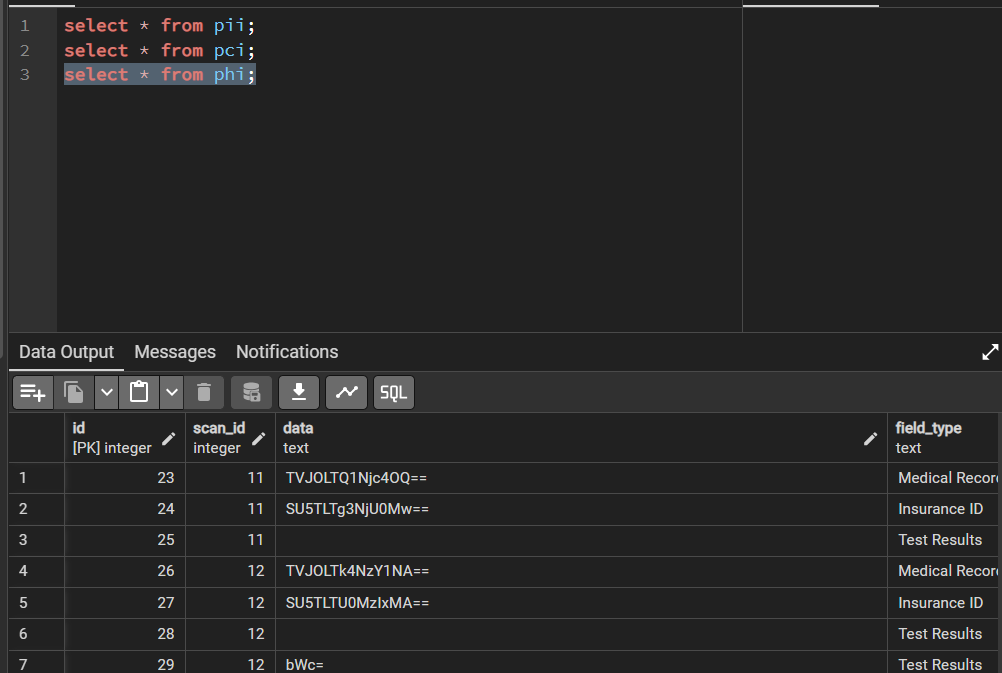 1 select * from pii;
2 select * from pci;
3 select * from phi;
Data Output Messages Notifications
SQL
id scan_id data field_type
[PK] integer integer text text
1 23 11 TVJOLTQ1Njc4OQ== Medical Recor
2 24 11 SU5TLTg3NjU0Mw== Insurance ID
3 25 11 Test Results
4 26 12 TVJOLTk4NzY1NA== Medical Recor
5 27 12 SU5TLTU0MzIxMA== Insurance ID
6 28 12 Test Results
7 29 12 bWc= Test Results